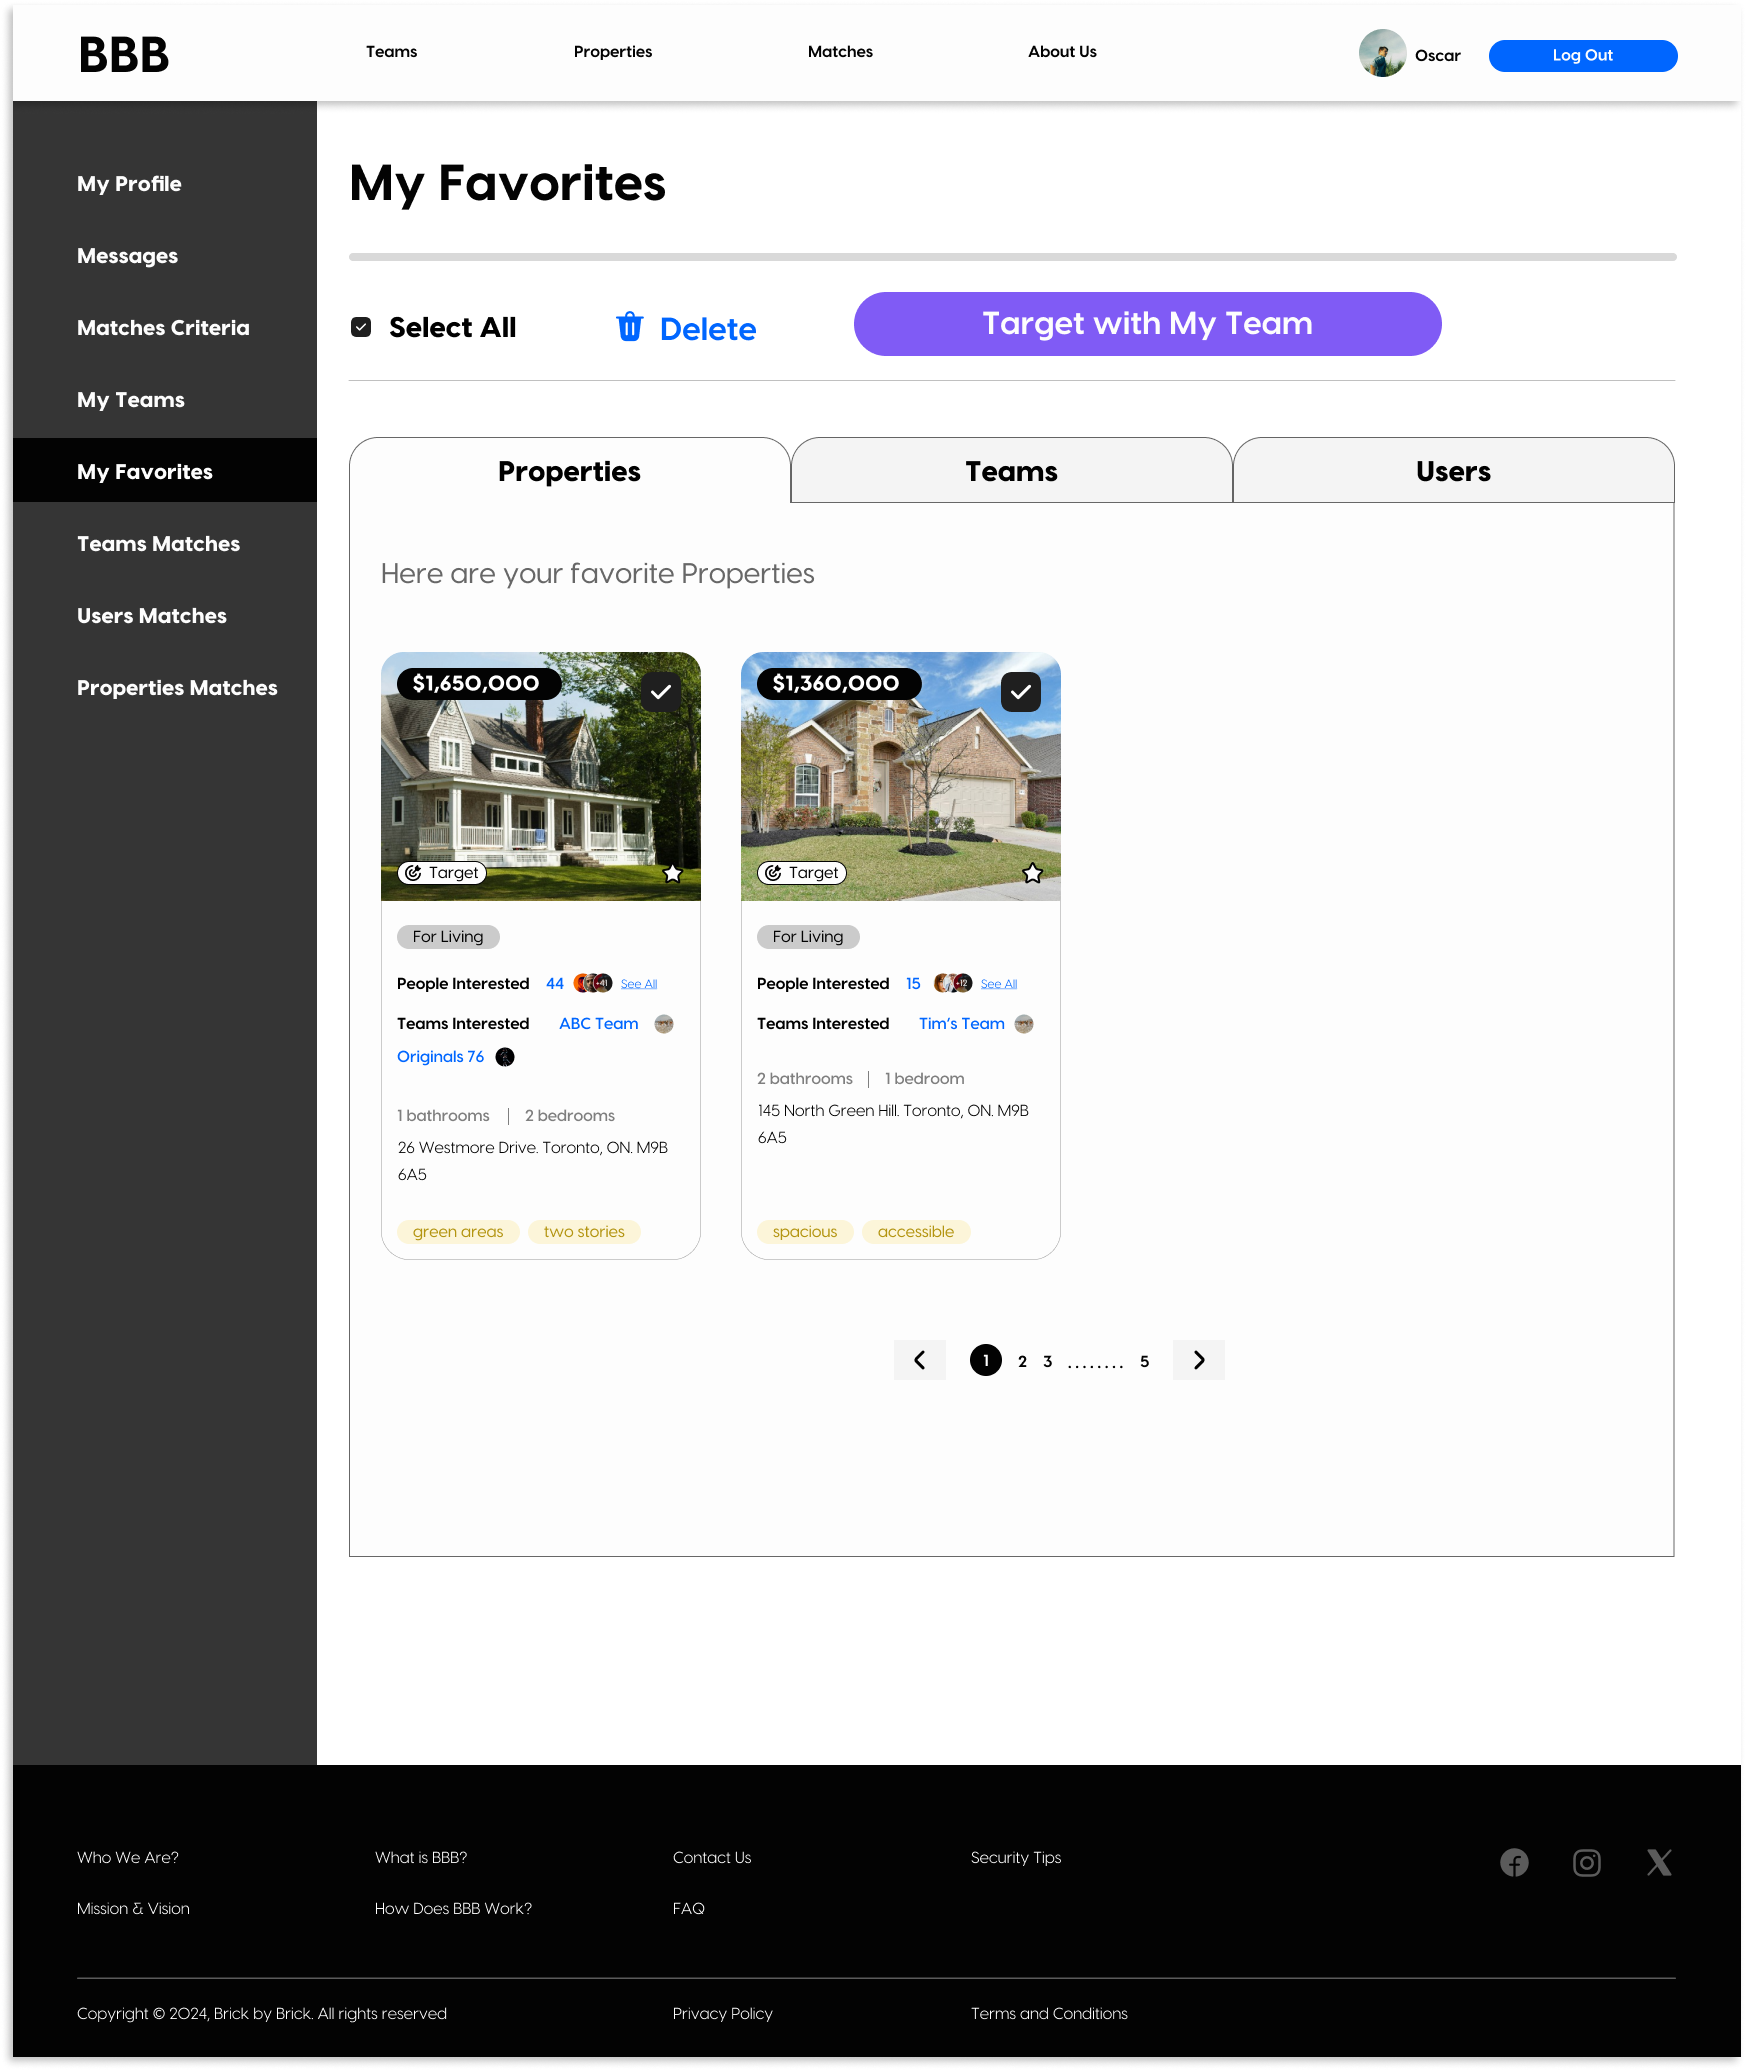 BBB
Teams
Properties
Matches
About Us
Oscar
Log Out
My Profile
Messages
Matches Criteria
My Teams
My Favorites
Teams Matches
Users Matches
Properties Matches
My Favorites
Select All
Delete
Target with My Team
Properties
Teams
Users
Here are your favorite Properties
$1,650,000
Target
For Living
People Interested 44 +41 See All
Teams Interested ABC Team
Originals 76
1 bathrooms | 2 bedrooms
26 Westmore Drive. Toronto, ON. M9B
6A5
green areas two stories
$1,360,000
Target
For Living
People Interested 15 +12 See All
Teams Interested Tim's Team
2 bathrooms | 1 bedroom
145 North Green Hill. Toronto, ON. M9B
6A5
spacious accessible
1 2 3 ........ 5
Who We Are?
What is BBB?
Contact Us
Security Tips
Mission & Vision
How Does BBB Work?
FAQ
Copyright © 2024, Brick by Brick. All rights reserved
Privacy Policy
Terms and Conditions